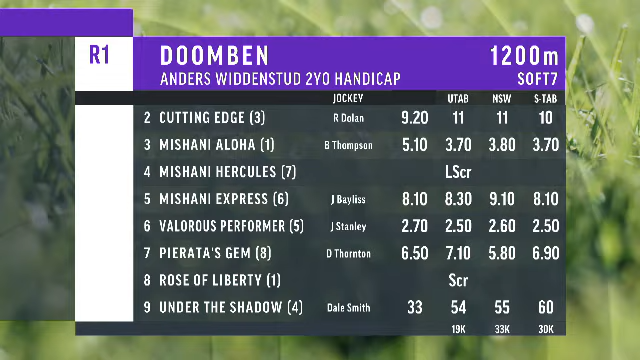 R1 DOOMBEN 1200m
ANDERS WIDDENSTUD 2YO HANDICAP SOFT7
JOCKEY UTAB NSW S-TAB
2 CUTTING EDGE (3) R Dolan 9.20 11 11 10
3 MISHANI ALOHA (1) B Thompson 5.10 3.70 3.80 3.70
4 MISHANI HERCULES (7) LScr
5 MISHANI EXPRESS (6) J Bayliss 8.10 8.30 9.10 8.10
6 VALOROUS PERFORMER (5) J Stanley 2.70 2.50 2.60 2.50
7 PIERATA'S GEM (8) D Thornton 6.50 7.10 5.80 6.90
8 ROSE OF LIBERTY (1) Scr
9 UNDER THE SHADOW (4) Dale Smith 33 54 55 60
19K 33K 30K